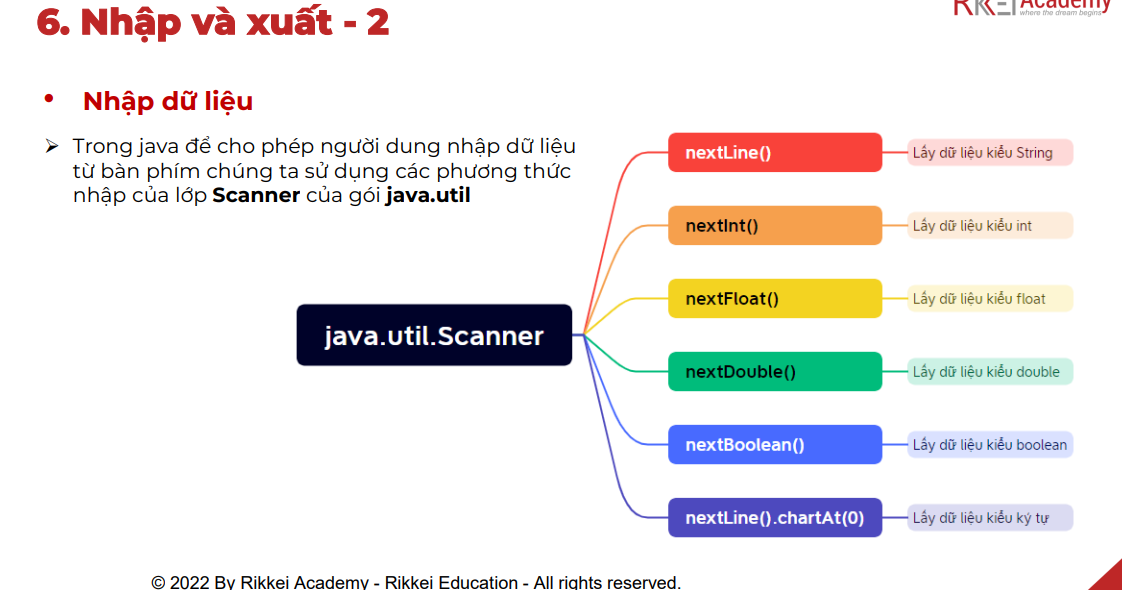 6. Nhập và xuất - 2
RIKKEI Academy
where the dream begins
• Nhập dữ liệu
➢ Trong java để cho phép người dung nhập dữ liệu
từ bàn phím chúng ta sử dụng các phương thức
nhập của lớp Scanner của gói java.util
java.util.Scanner
nextLine() Lấy dữ liệu kiểu String
nextInt() Lấy dữ liệu kiểu int
nextFloat() Lấy dữ liệu kiểu float
nextDouble() Lấy dữ liệu kiểu double
nextBoolean() Lấy dữ liệu kiểu boolean
nextLine().chartAt(0) Lấy dữ liệu kiểu ký tự
© 2022 By Rikkei Academy - Rikkei Education - All rights reserved.